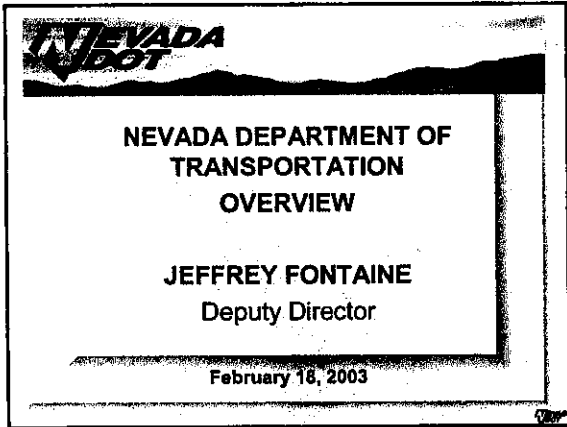 NEVADA
DOT
NEVADA DEPARTMENT OF
TRANSPORTATION
OVERVIEW
JEFFREY FONTAINE
Deputy Director
February 18, 2003